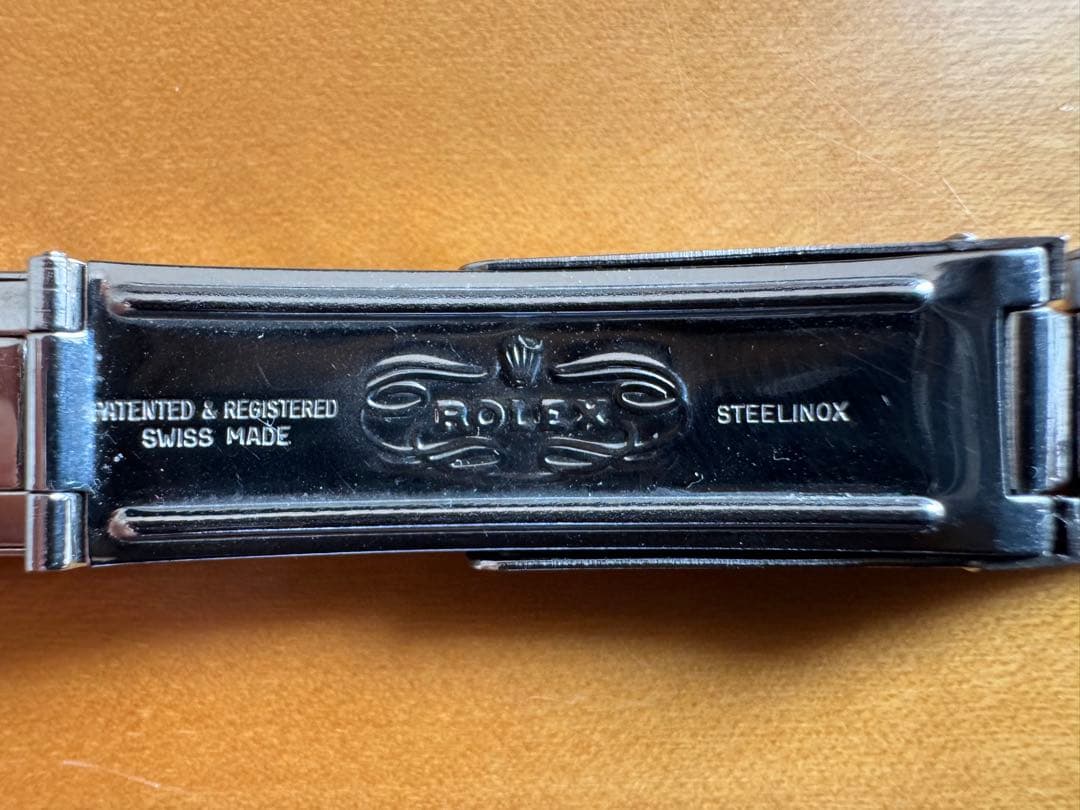 PATENTED & REGISTERED
SWISS MADE
ROLEX
STEELINOX